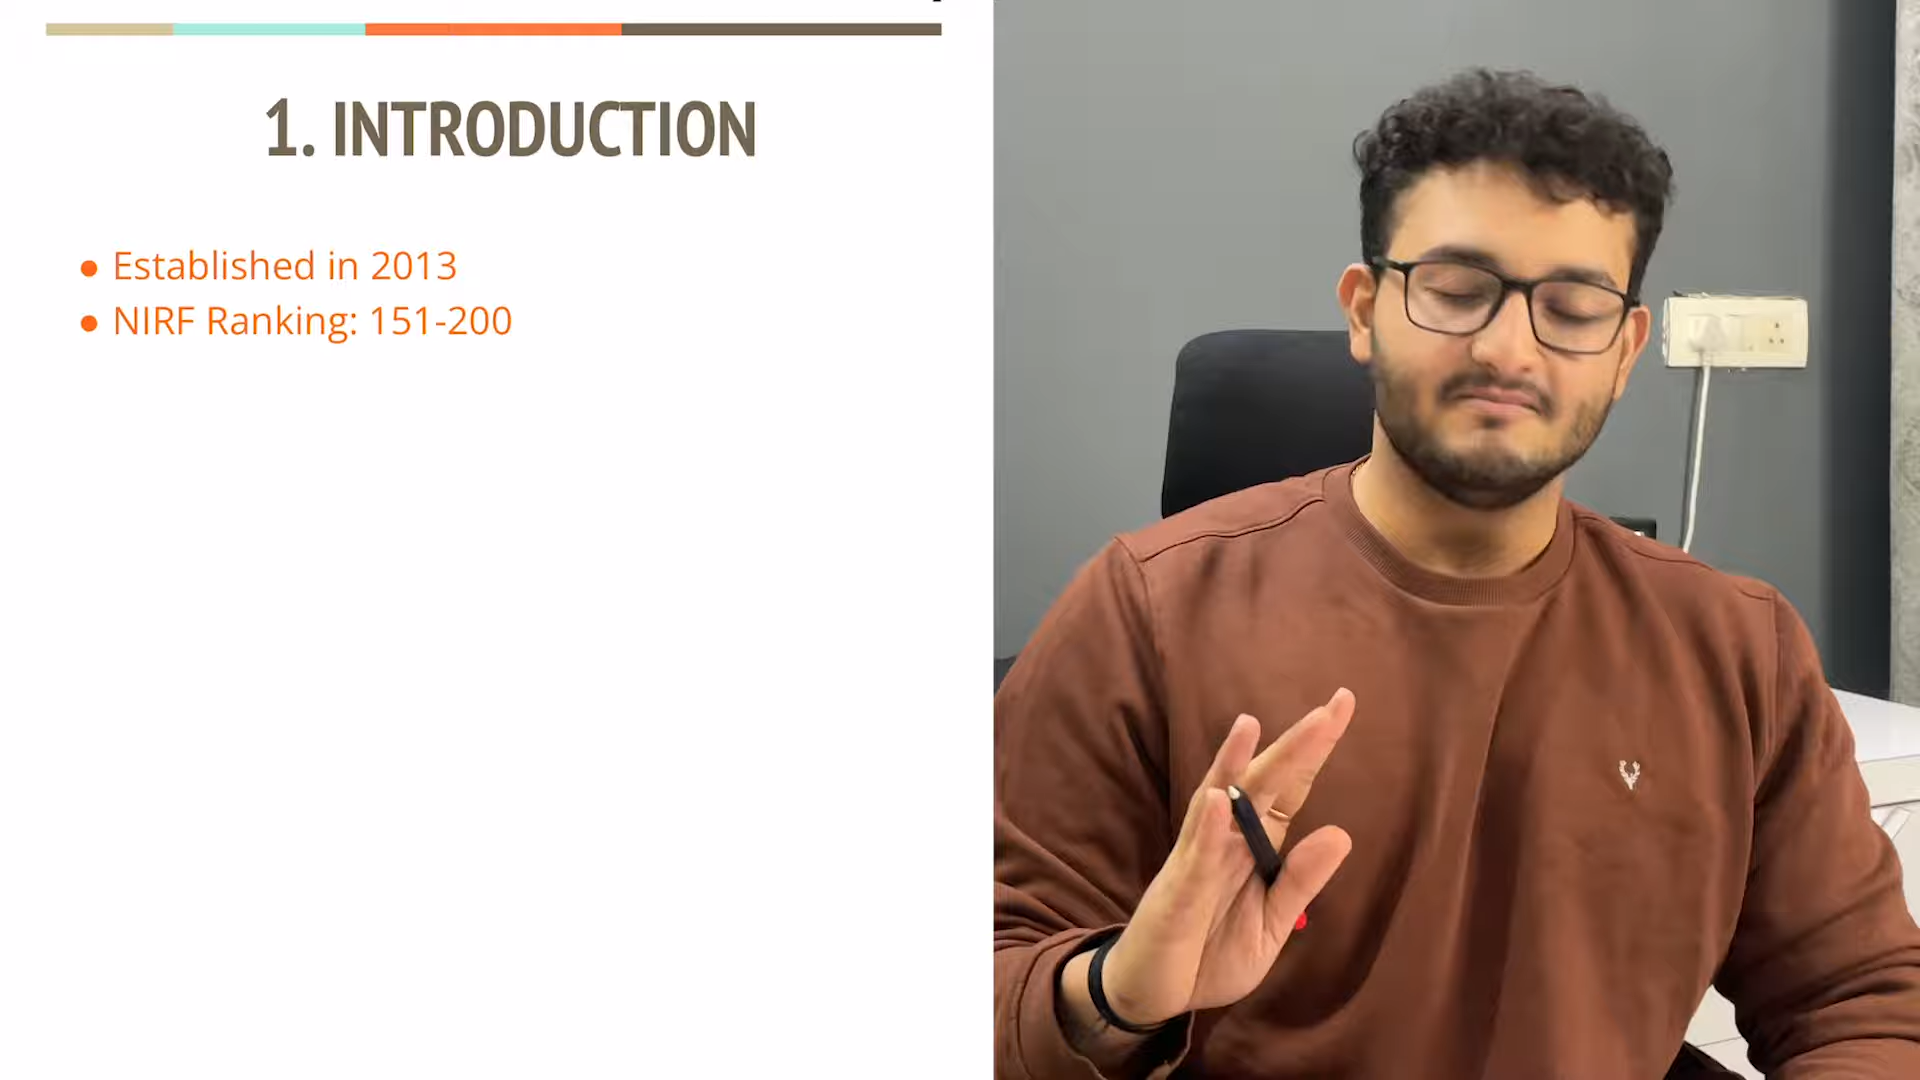 1. INTRODUCTION
● Established in 2013
● NIRF Ranking: 151-200